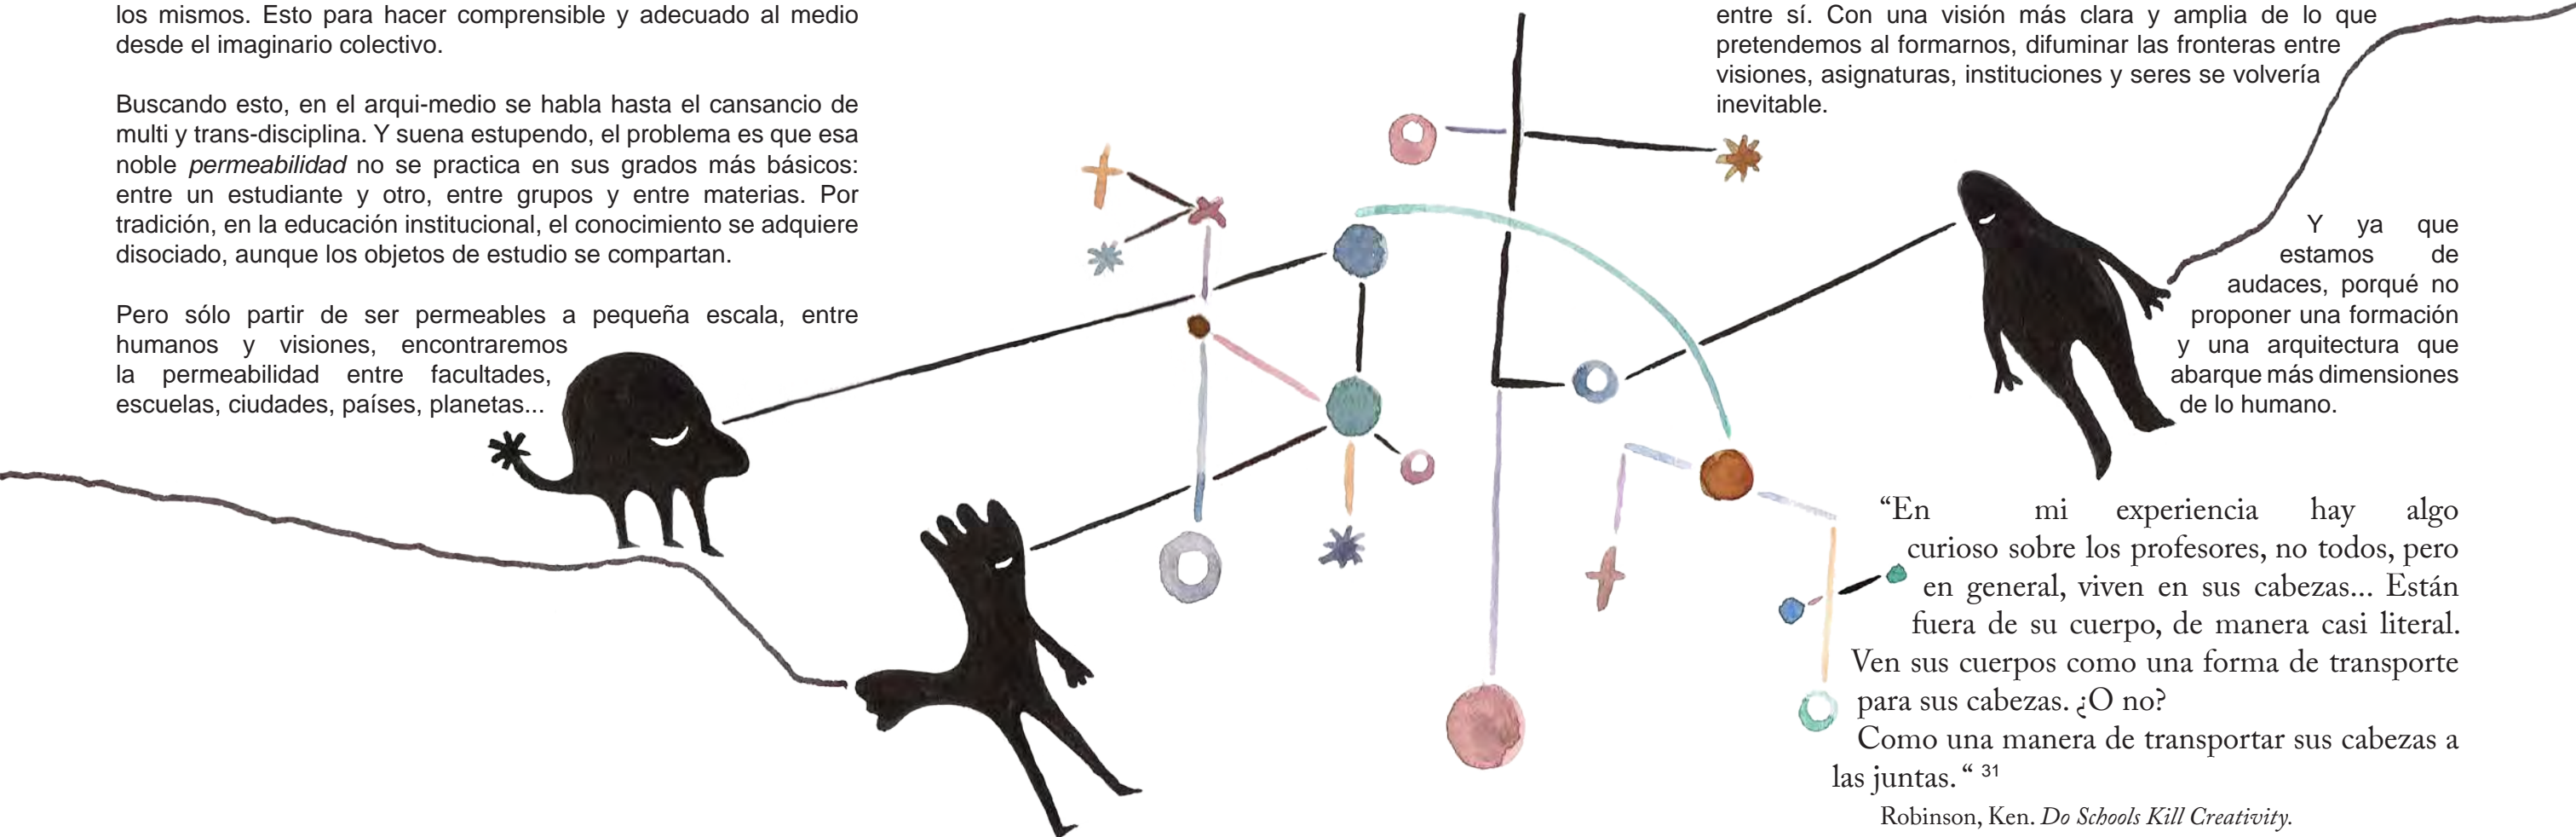 los mismos. Esto para hacer comprensible y adecuado al medio
desde el imaginario colectivo.
Buscando esto, en el arqui-medio se habla hasta el cansancio de
multi y trans-disciplina. Y suena estupendo, el problema es que esa
noble permeabilidad no se practica en sus grados más básicos:
entre un estudiante y otro, entre grupos y entre materias. Por
tradición, en la educación institucional, el conocimiento se adquiere
disociado, aunque los objetos de estudio se compartan.
Pero sólo partir de ser permeables a pequeña escala, entre
humanos y visiones, encontraremos
la permeabilidad entre facultades,
escuelas, ciudades, países, planetas...
entre sí. Con una visión más clara y amplia de lo que
pretendemos al formarnos, difuminar las fronteras entre
visiones, asignaturas, instituciones y seres se volvería
inevitable.
Y ya que
estamos de
audaces, porqué no
proponer una formación
y una arquitectura que
abarque más dimensiones
de lo humano.
“En mi experiencia hay algo
curioso sobre los profesores, no todos, pero
en general, viven en sus cabezas... Están
fuera de su cuerpo, de manera casi literal.
Ven sus cuerpos como una forma de transporte
para sus cabezas. ¿O no?
Como una manera de transportar sus cabezas a
las juntas.“ 31
Robinson, Ken. Do Schools Kill Creativity.